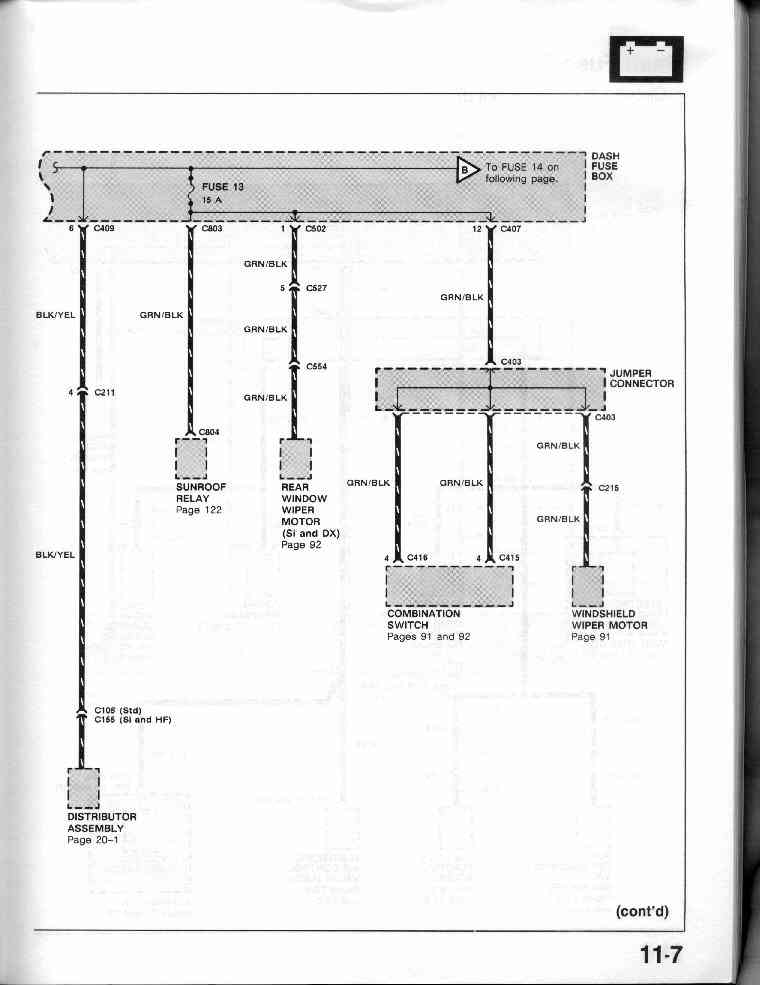 + −
DASH
FUSE
BOX
B
To FUSE 14 on
following page.
FUSE 13
15 A
6 C409
C803
1 C502
12 C407
GRN/BLK
5 C527
GRN/BLK
BLK/YEL
GRN/BLK
GRN/BLK
C403
C554
JUMPER
CONNECTOR
4 C211
GRN/BLK
C403
C804
GRN/BLK
SUNROOF
RELAY
Page 122
REAR
WINDOW
WIPER
MOTOR
(Si and DX)
Page 92
GRN/BLK
GRN/BLK
C215
GRN/BLK
BLK/YEL
4 C416
4 C415
COMBINATION
SWITCH
Pages 91 and 92
WINDSHIELD
WIPER MOTOR
Page 91
C105 (Std)
C155 (Si and HF)
DISTRIBUTOR
ASSEMBLY
Page 20-1
(cont'd)
11-7